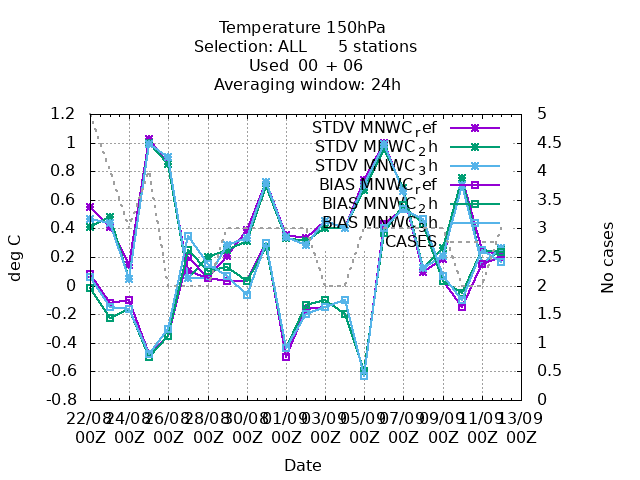 Temperature 150hPa
Selection: ALL 5 stations
Used 00 + 06
Averaging window: 24h
deg C
No cases
1.2
1
0.8
0.6
0.4
0.2
0
-0.2
-0.4
-0.6
-0.8
5
4.5
4
3.5
3
2.5
2
1.5
1
0.5
0
STDV MNWC_ref
STDV MNWC_2h
STDV MNWC_3h
BIAS MNWC_ref
BIAS MNWC_2h
BIAS MNWC_3h
CASES
22/08 24/08 26/08 28/08 30/08 01/09 03/09 05/09 07/09 09/09 11/09 13/09
00Z 00Z 00Z 00Z 00Z 00Z 00Z 00Z 00Z 00Z 00Z 00Z
Date